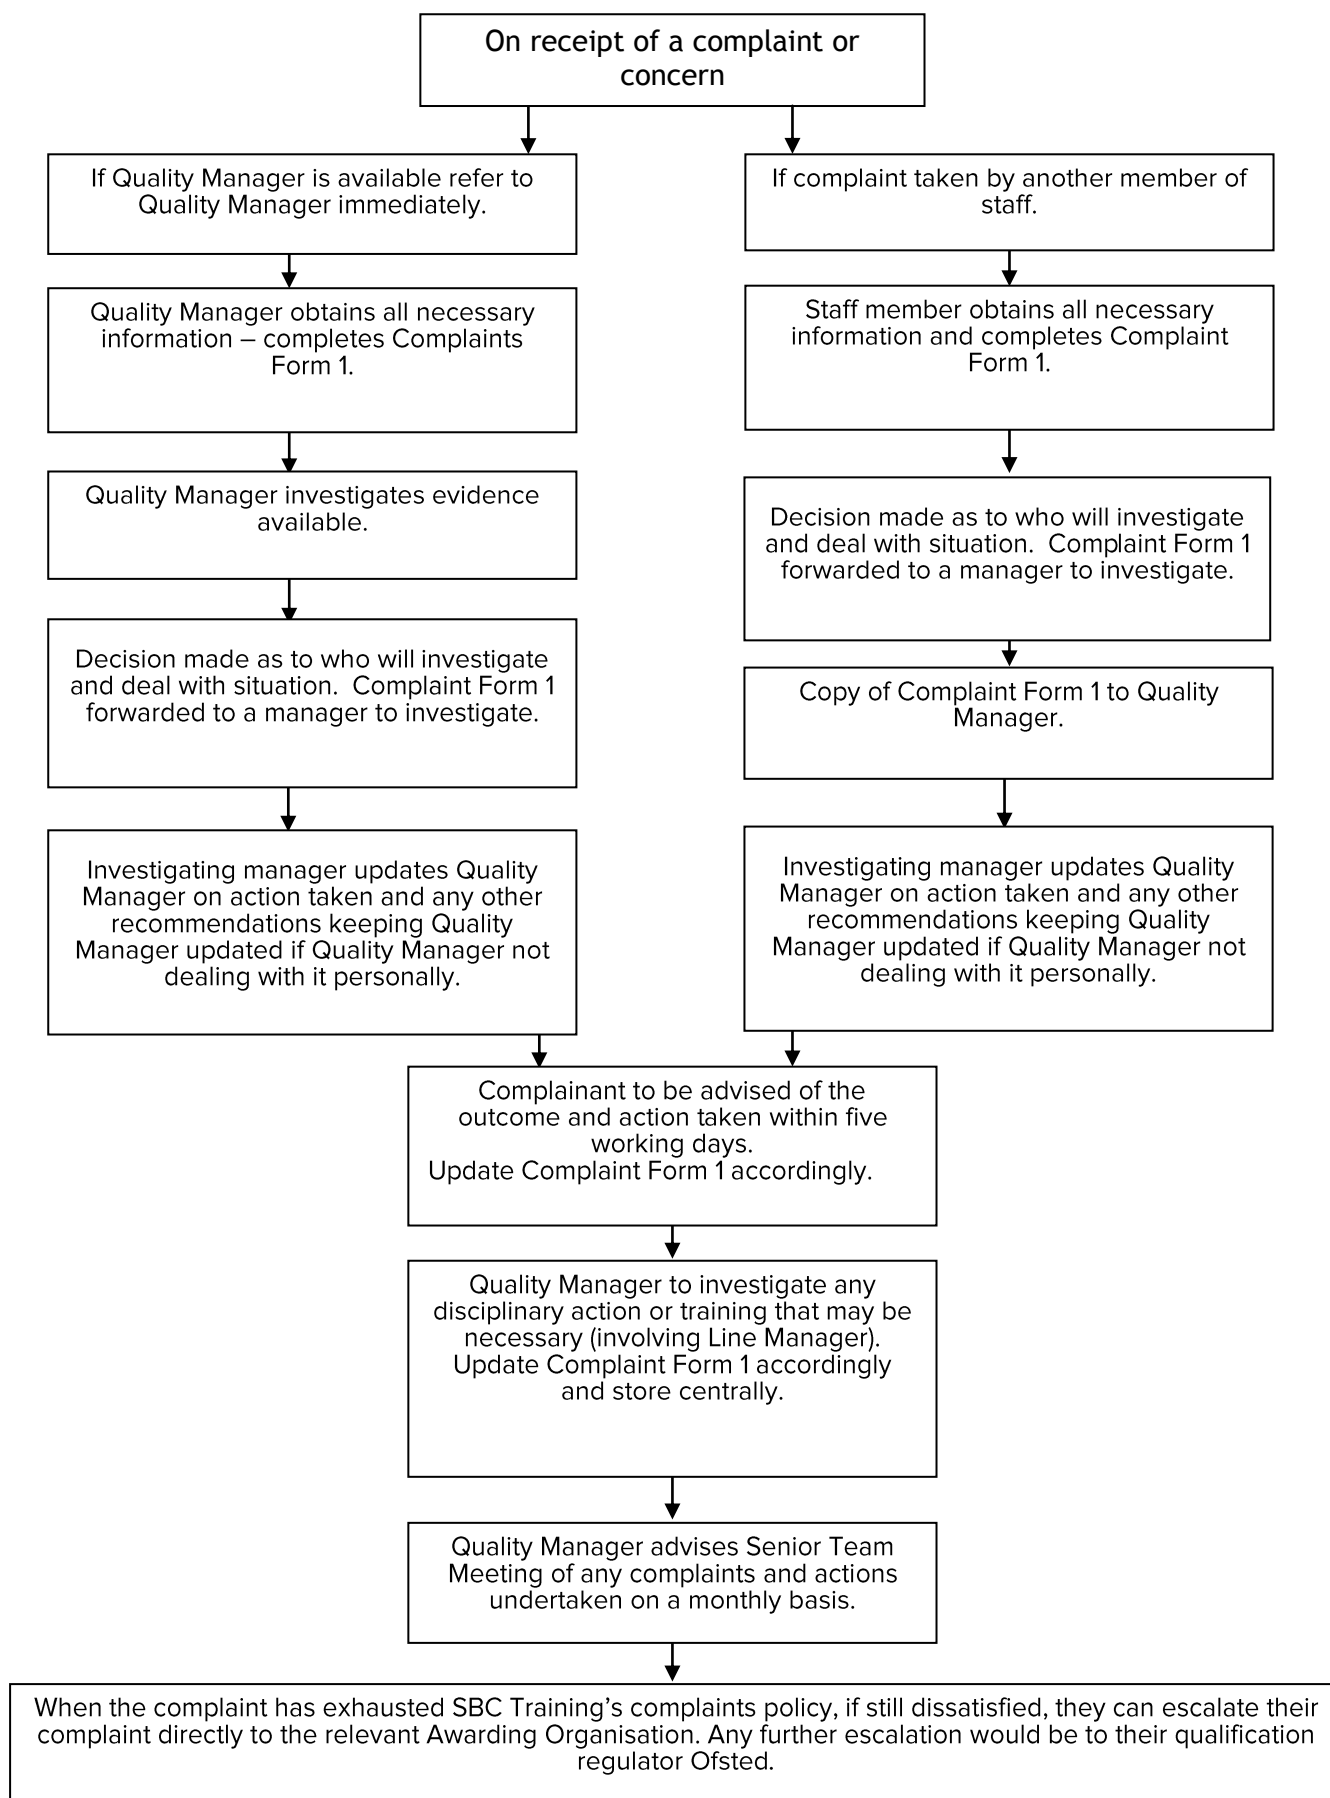 On receipt of a complaint or
concern
If Quality Manager is available refer to
Quality Manager immediately.
Quality Manager obtains all necessary
information – completes Complaints
Form 1.
Quality Manager investigates evidence
available.
Decision made as to who will investigate
and deal with situation.  Complaint Form 1
forwarded to a manager to investigate.
Investigating manager updates Quality
Manager on action taken and any other
recommendations keeping Quality
Manager updated if Quality Manager not
dealing with it personally.
If complaint taken by another member of
staff.
Staff member obtains all necessary
information and completes Complaint
Form 1.
Decision made as to who will investigate
and deal with situation.  Complaint Form 1
forwarded to a manager to investigate.
Copy of Complaint Form 1 to Quality
Manager.
Investigating manager updates Quality
Manager on action taken and any other
recommendations keeping Quality
Manager updated if Quality Manager not
dealing with it personally.
Complainant to be advised of the
outcome and action taken within five
working days.
Update Complaint Form 1 accordingly.
Quality Manager to investigate any
disciplinary action or training that may be
necessary (involving Line Manager).
Update Complaint Form 1 accordingly
and store centrally.
Quality Manager advises Senior Team
Meeting of any complaints and actions
undertaken on a monthly basis.
When the complaint has exhausted SBC Training’s complaints policy, if still dissatisfied, they can escalate their
complaint directly to the relevant Awarding Organisation. Any further escalation would be to their qualification
regulator Ofsted.